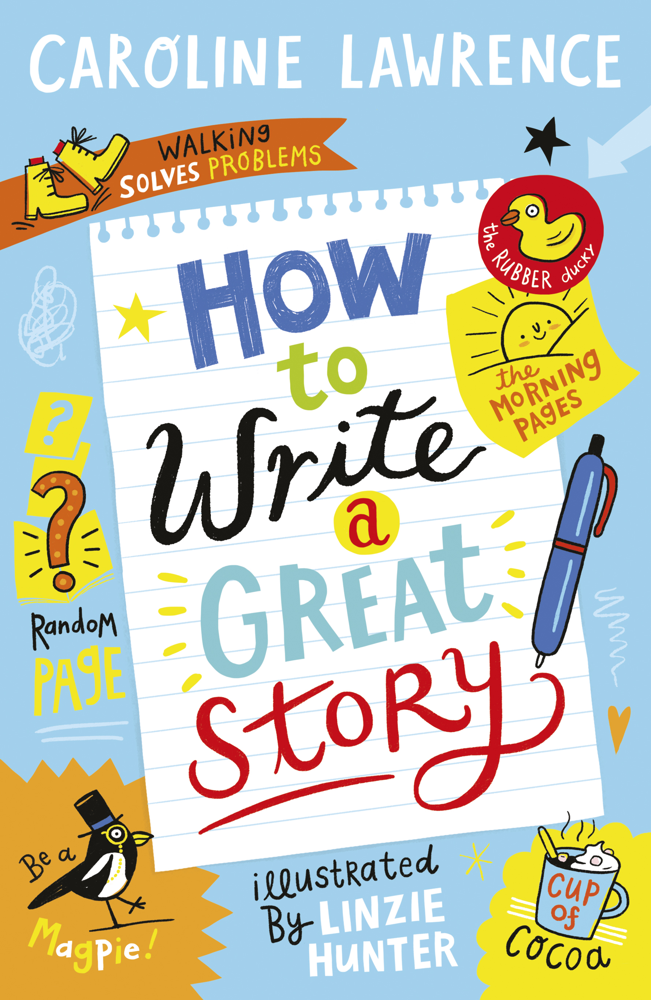 CAROLINE LAWRENCE
WALKING
SOLVES PROBLEMS
the RUBBER ducky
HOW
to
Write
a
GREAT
Story
the
MORNING
PAGES
?
?
Random
PAGE
Be a
Magpie!
illustrated
By LINZIE
HUNTER
Cup
of
Cocoa